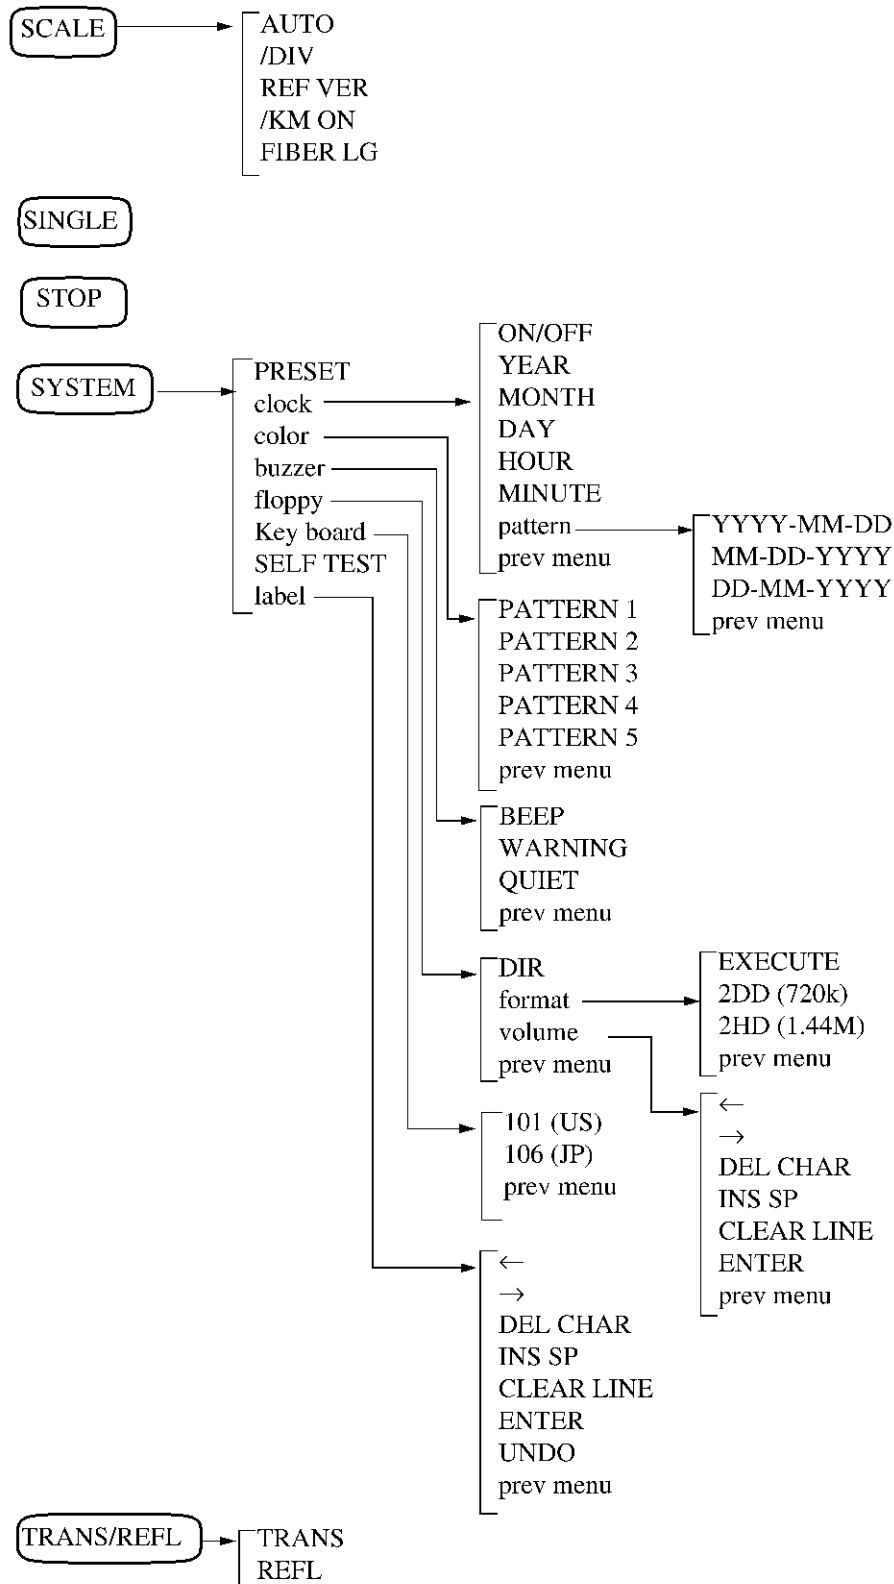 SCALE
AUTO
/DIV
REF VER
/KM ON
FIBER LG
SINGLE
STOP
SYSTEM
PRESET
clock
color
buzzer
floppy
Key board
SELF TEST
label
ON/OFF
YEAR
MONTH
DAY
HOUR
MINUTE
pattern
prev menu
YYYY-MM-DD
MM-DD-YYYY
DD-MM-YYYY
prev menu
PATTERN 1
PATTERN 2
PATTERN 3
PATTERN 4
PATTERN 5
prev menu
BEEP
WARNING
QUIET
prev menu
DIR
format
volume
prev menu
EXECUTE
2DD (720k)
2HD (1.44M)
prev menu
←
→
DEL CHAR
INS SP
CLEAR LINE
ENTER
prev menu
101 (US)
106 (JP)
prev menu
←
→
DEL CHAR
INS SP
CLEAR LINE
ENTER
UNDO
prev menu
TRANS/REFL
TRANS
REFL